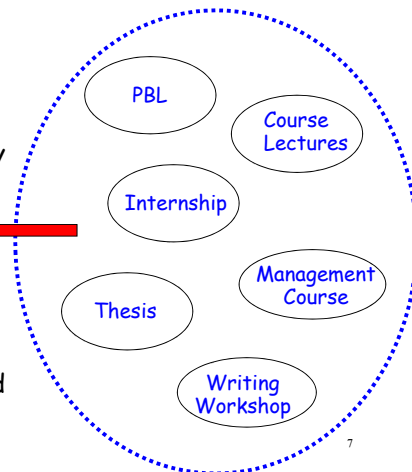 PBL
Course
Lectures
Internship
Management
Course
Thesis
Writing
Workshop
7